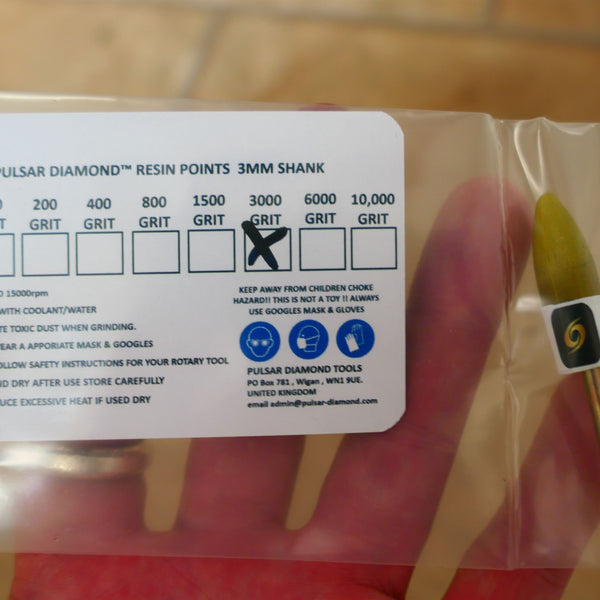 PULSAR DIAMOND™ RESIN POINTS 3MM SHANK
200 400 800 1500 3000 6000 10,000
GRIT GRIT GRIT GRIT GRIT GRIT GRIT
X
15000rpm
WITH COOLANT/WATER
TOXIC DUST WHEN GRINDING.
A APPORIATE MASK & GOOGLES
FOLLOW SAFETY INSTRUCTIONS FOR YOUR ROTARY TOOL
DRY AFTER USE STORE CAREFULLY
EXCESSIVE HEAT IF USED DRY
KEEP AWAY FROM CHILDREN CHOKE
HAZARD!! THIS IS NOT A TOY !! ALWAYS
USE GOOGLES MASK & GLOVES
PULSAR DIAMOND TOOLS
PO Box 781 , Wigan , WN1 9UE.
UNITED KINGDOM
email admin@pulsar-diamond.com